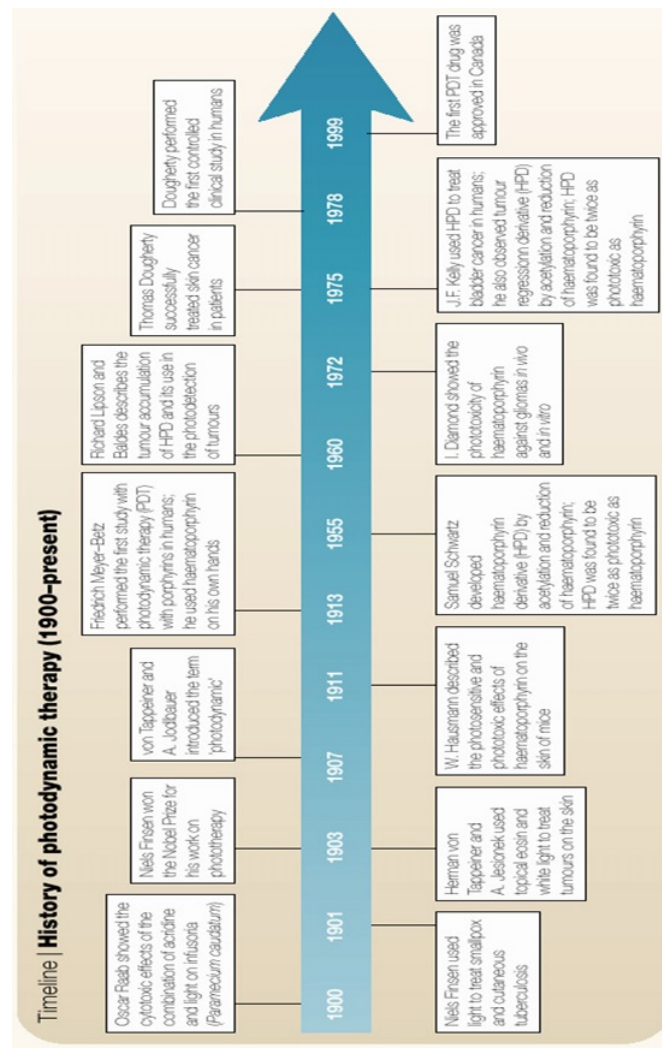 Timeline | History of photodynamic therapy (1900–present)
Oscar Raab showed the
cytotoxic effects of the
combination of acridine
and light on infusoria
(Paramecium caudatum)
Niels Finsen won
the Nobel Prize for
his work on
phototherapy
von Tappeiner and
A. Jodlbauer
introduced the term
'photodynamic'
Friedrich Meyer–Betz
performed the first study with
photodynamic therapy (PDT)
with porphyrins in humans;
he used haematoporphyrin
on his own hands
Richard Lipson and
Baldes describes the
tumour accumulation
of HPD and its use in
the photodetection
of tumours
Thomas Dougherty
successfully
treated skin cancer
in patients
Dougherty performed
the first controlled
clinical study in humans
1900 1901 1903 1907 1911 1913 1955 1960 1972 1975 1978 1999
Niels Finsen used
light to treat smallpox
and cutaneous
tuberculosis
Herman von
Tappeiner and
A. Jesionek used
topical eosin and
white light to treat
tumours on the skin
W. Hausmann described
the photosensitive and
phototoxic effects of
haematoporphyrin on the
skin of mice
Samuel Schwartz
developed
haematoporphyrin
derivative (HPD) by
acetylation and reduction
of haematoporphyrin;
HPD was found to be
twice as phototoxic as
haematoporphyrin
I. Diamond showed the
phototoxicity of
haematoporphyrin
against gliomas in vivo
and in vitro
J.F. Kelly used HPD to treat
bladder cancer in humans;
he also observed tumour
regressionn derivative (HPD)
by acetylation and reduction
of haematoporphyrin; HPD
was found to be twice as
phototoxic as
haematoporphyrin
The first PDT drug was
approved in Canada